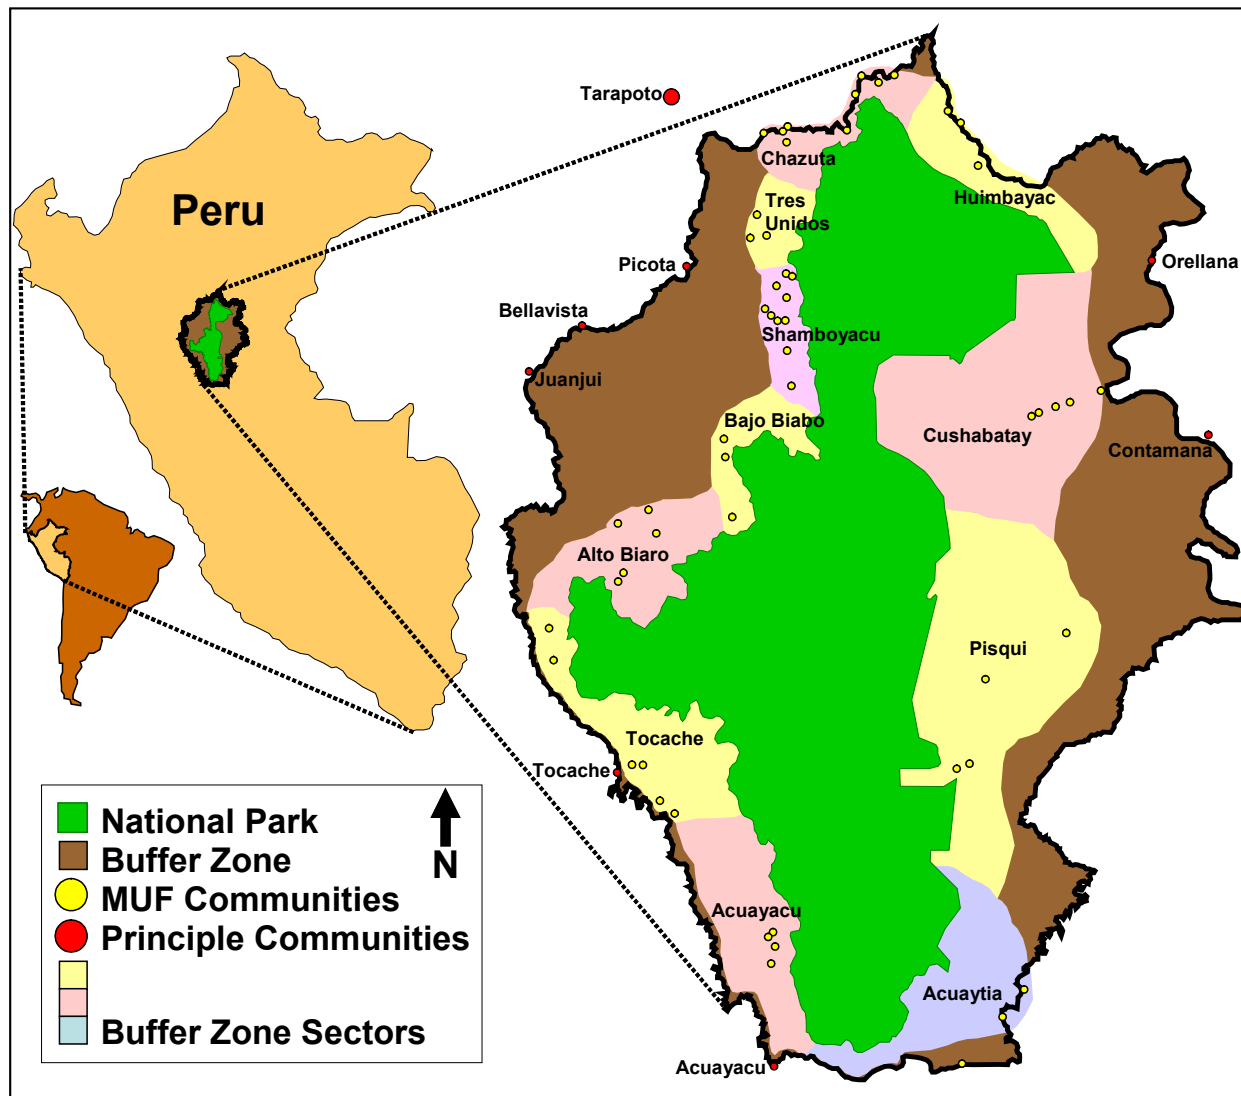 Tarapoto
Peru
Chazuta
Tres
Unidos
Huimbayac
Picota
Orellana
Bellavista
Shamboyacu
Juanjui
Bajo Biabo
Cushabatay
Contamana
Alto Biaro
Pisqui
Tocache
Tocache
National Park
Buffer Zone
N
MUF Communities
Principle Communities
Buffer Zone Sectors
Acuayacu
Acuaytia
Acuayacu